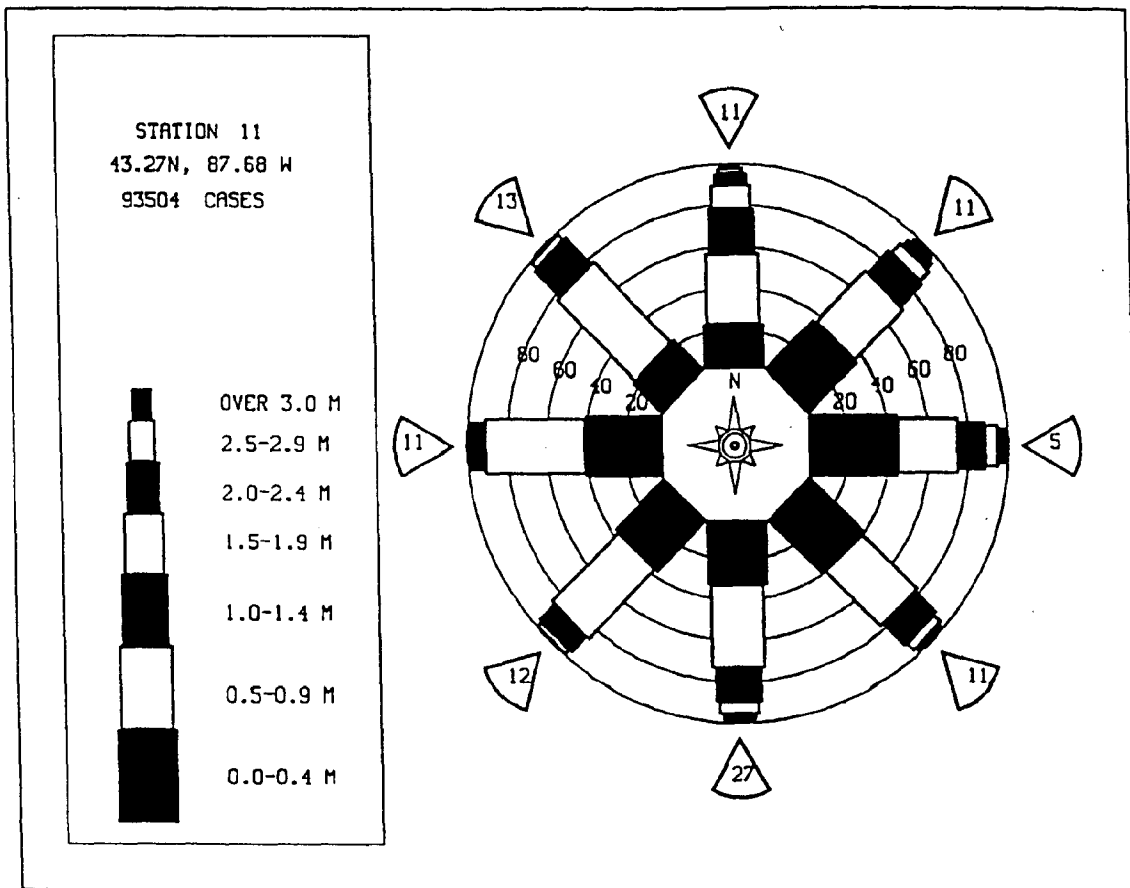 STATION 11
43.27N, 87.68 W
93504 CASES
OVER 3.0 M
2.5-2.9 M
2.0-2.4 M
1.5-1.9 M
1.0-1.4 M
0.5-0.9 M
0.0-0.4 M
11
13
11
80
80
60
60
40
40
20
20
N
11
5
12
11
27